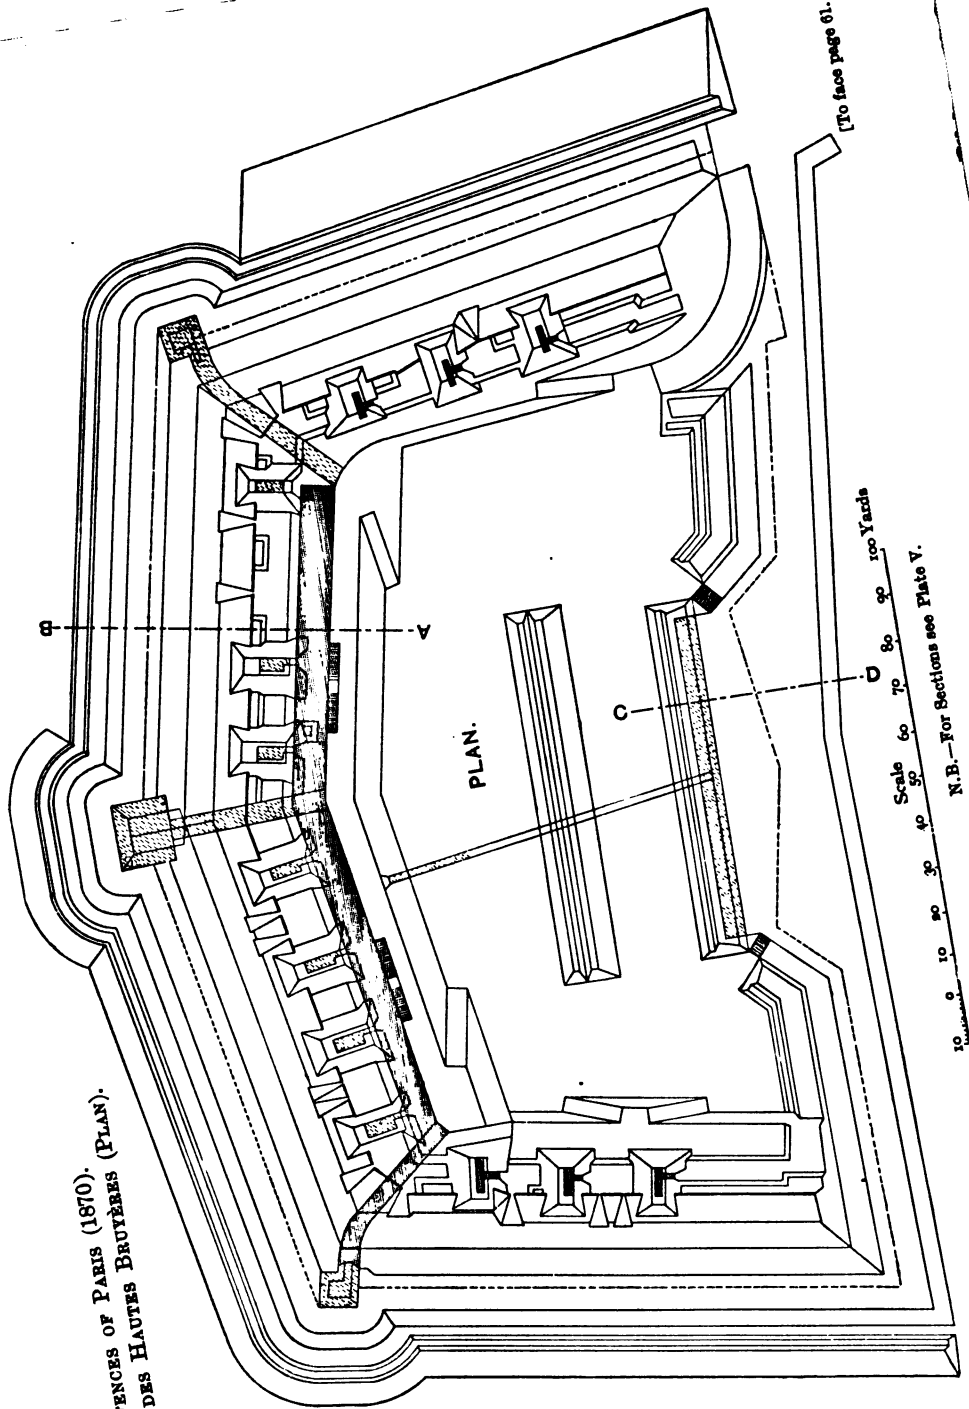 TENCES OF PARIS (1870).
DES HAUTES BRUYÈRES (PLAN).
[To face page 61.
B
A
PLAN.
C
D
Scale
10 0 10 20 30 40 50 60 70 80 90 100 Yards
N.B.—For Sections see Plate V.